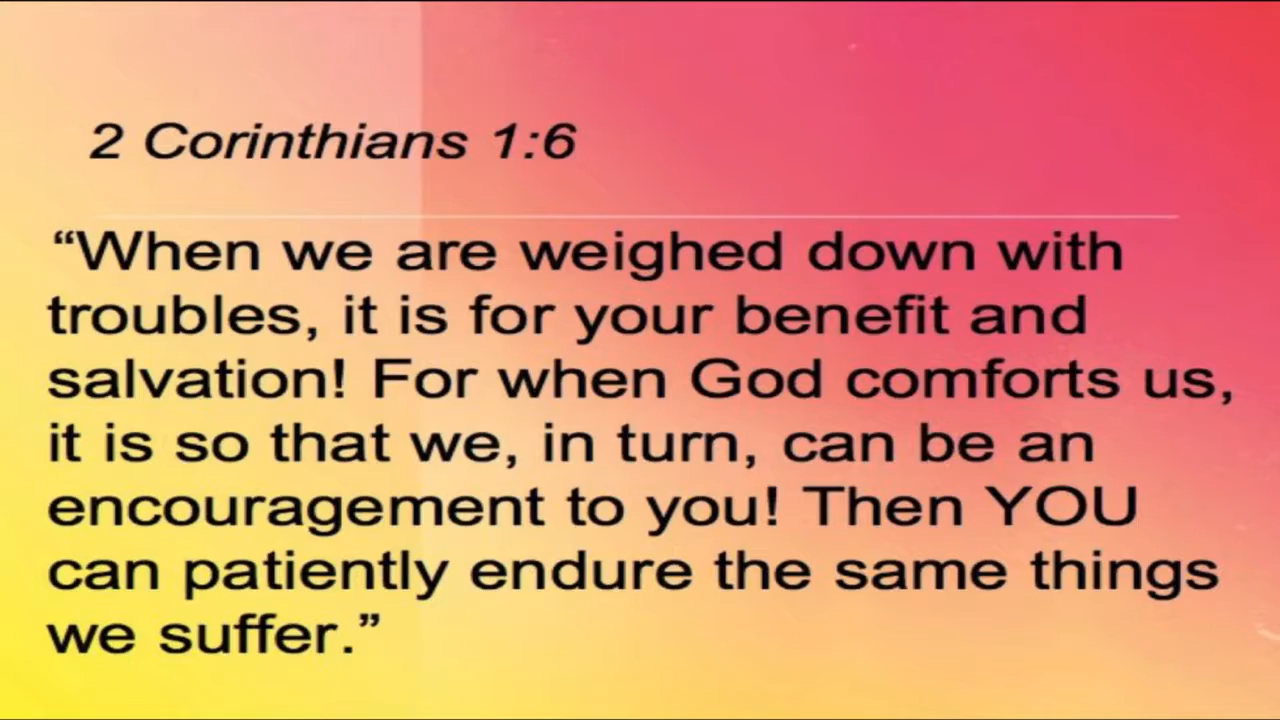 2 Corinthians 1:6
“When we are weighed down with
troubles, it is for your benefit and
salvation! For when God comforts us,
it is so that we, in turn, can be an
encouragement to you! Then YOU
can patiently endure the same things
we suffer.”